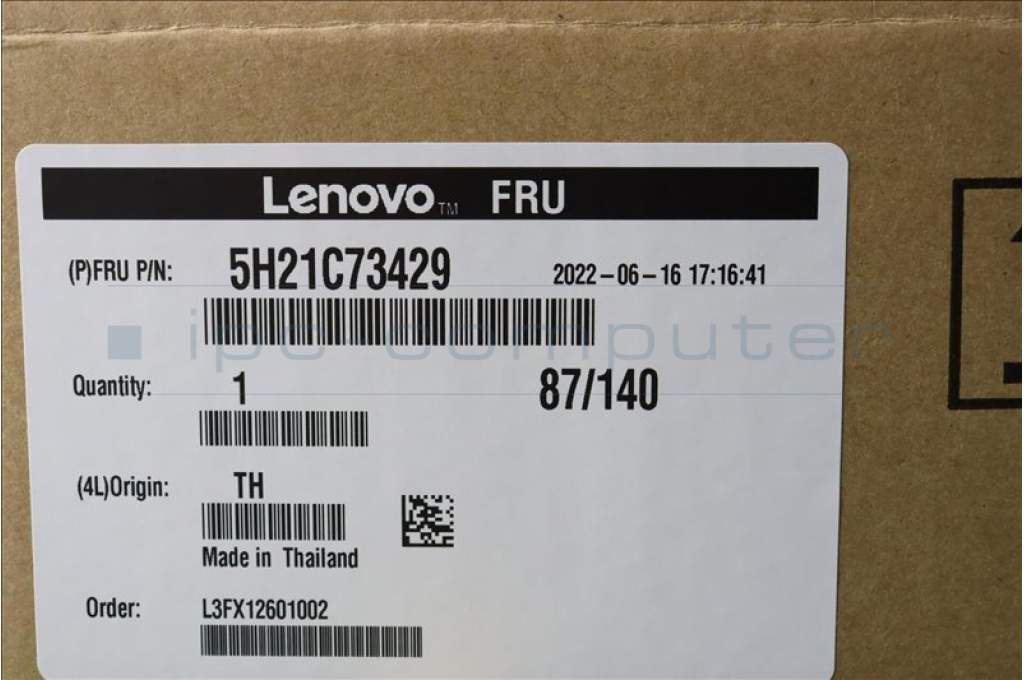 Lenovo™ FRU
(P)FRU P/N: 5H21C73429 2022-06-16 17:16:41
ipc-computer
Quantity: 1 87/140
(4L)Origin: TH
Made in Thailand
Order: L3FX12601002